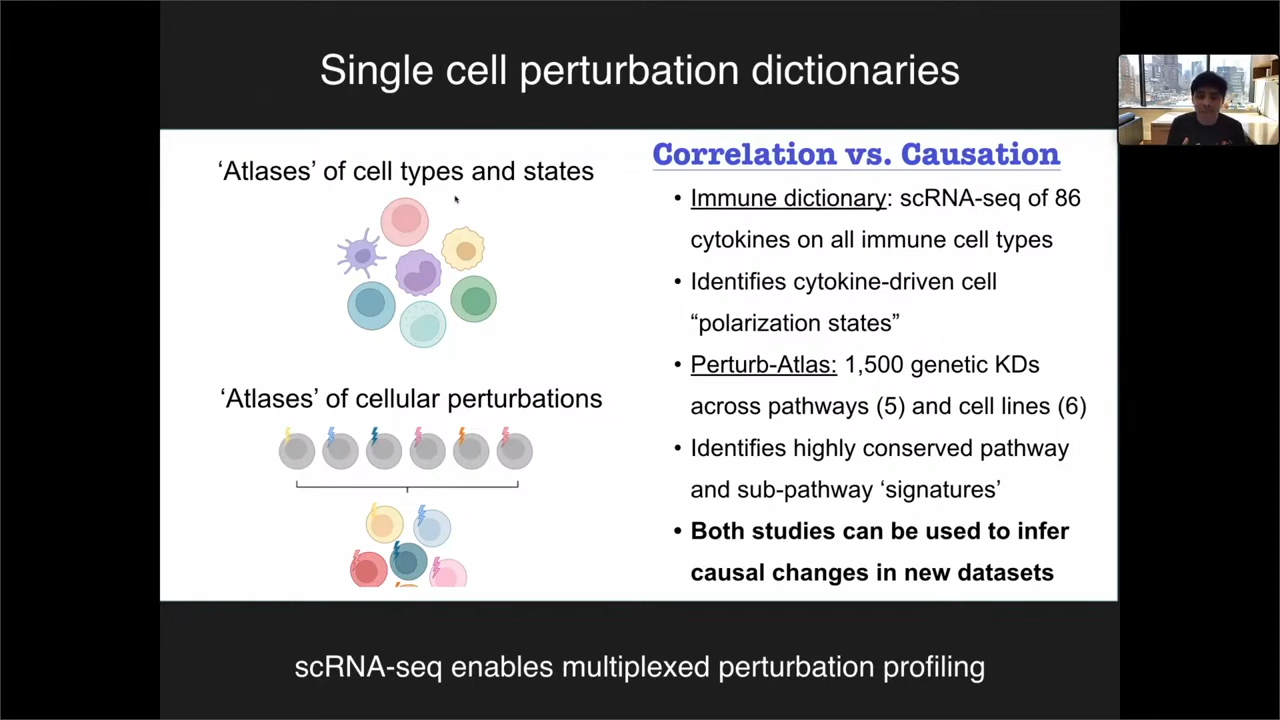 Single cell perturbation dictionaries
‘Atlases’ of cell types and states
‘Atlases’ of cellular perturbations
Correlation vs. Causation
• Immune dictionary: scRNA-seq of 86
cytokines on all immune cell types
• Identifies cytokine-driven cell
“polarization states”
• Perturb-Atlas: 1,500 genetic KDs
across pathways (5) and cell lines (6)
• Identifies highly conserved pathway
and sub-pathway ‘signatures’
• Both studies can be used to infer
causal changes in new datasets
scRNA-seq enables multiplexed perturbation profiling